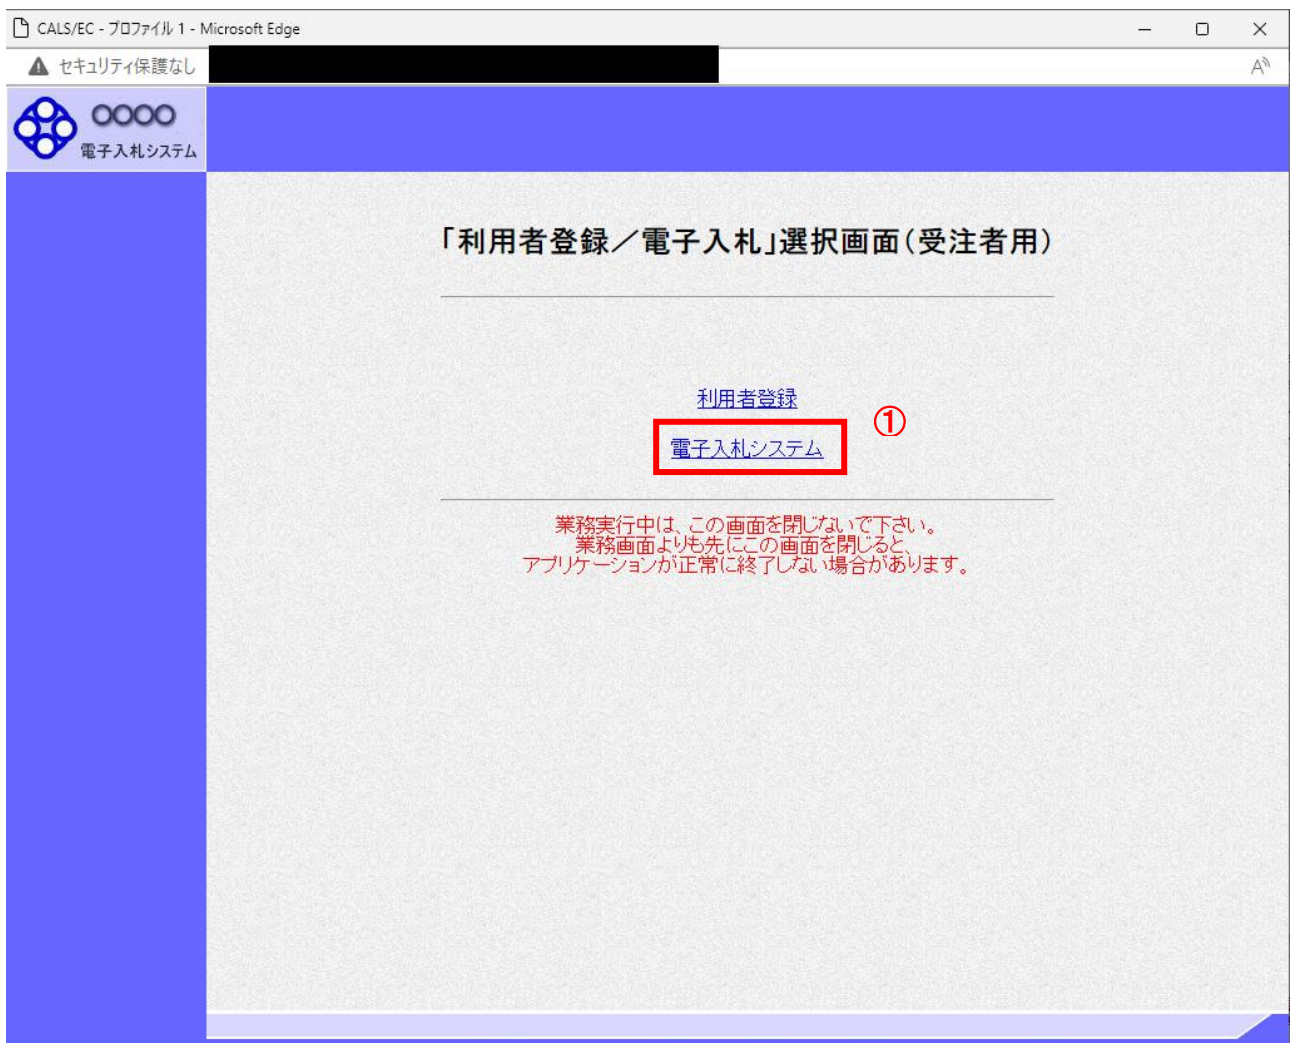 CALS/EC - プロファイル 1 - Microsoft Edge
セキュリティ保護なし
○○○○
電子入札システム
「利用者登録／電子入札」選択画面（受注者用）
利用者登録
①
電子入札システム
業務実行中は、この画面を閉じないで下さい。
業務画面よりも先にこの画面を閉じると、
アプリケーションが正常に終了しない場合があります。